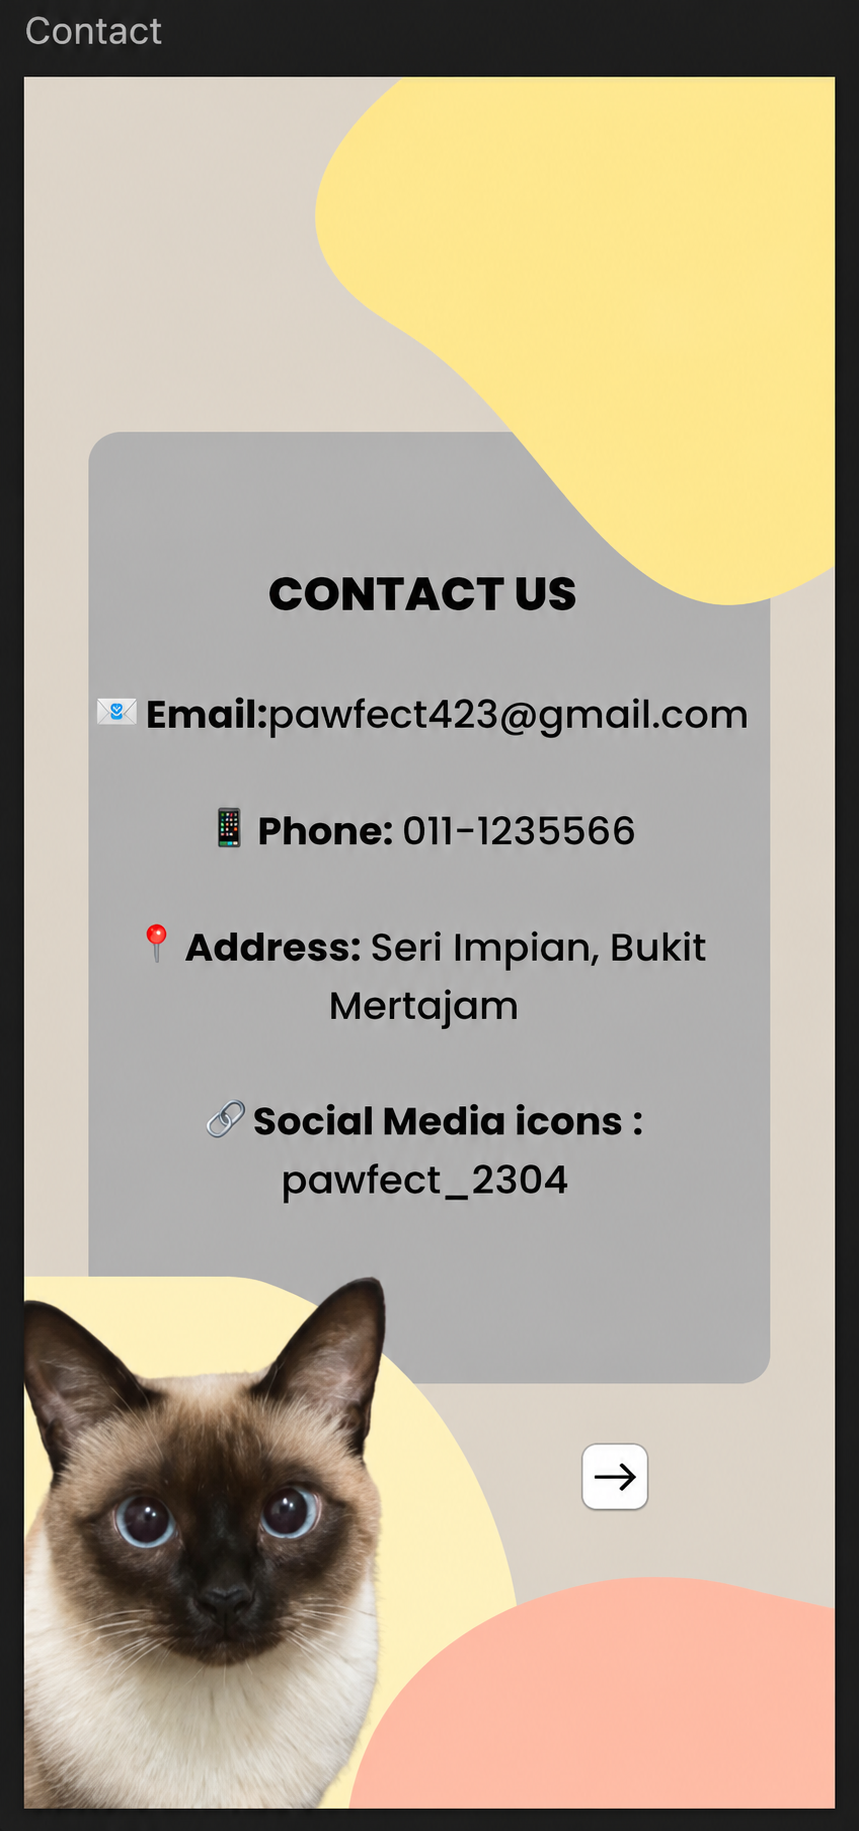 Contact
CONTACT US
📧 Email:pawfect423@gmail.com
📱 Phone: 011-1235566
📍 Address: Seri Impian, Bukit
Mertajam
🔗 Social Media icons :
pawfect_2304
→